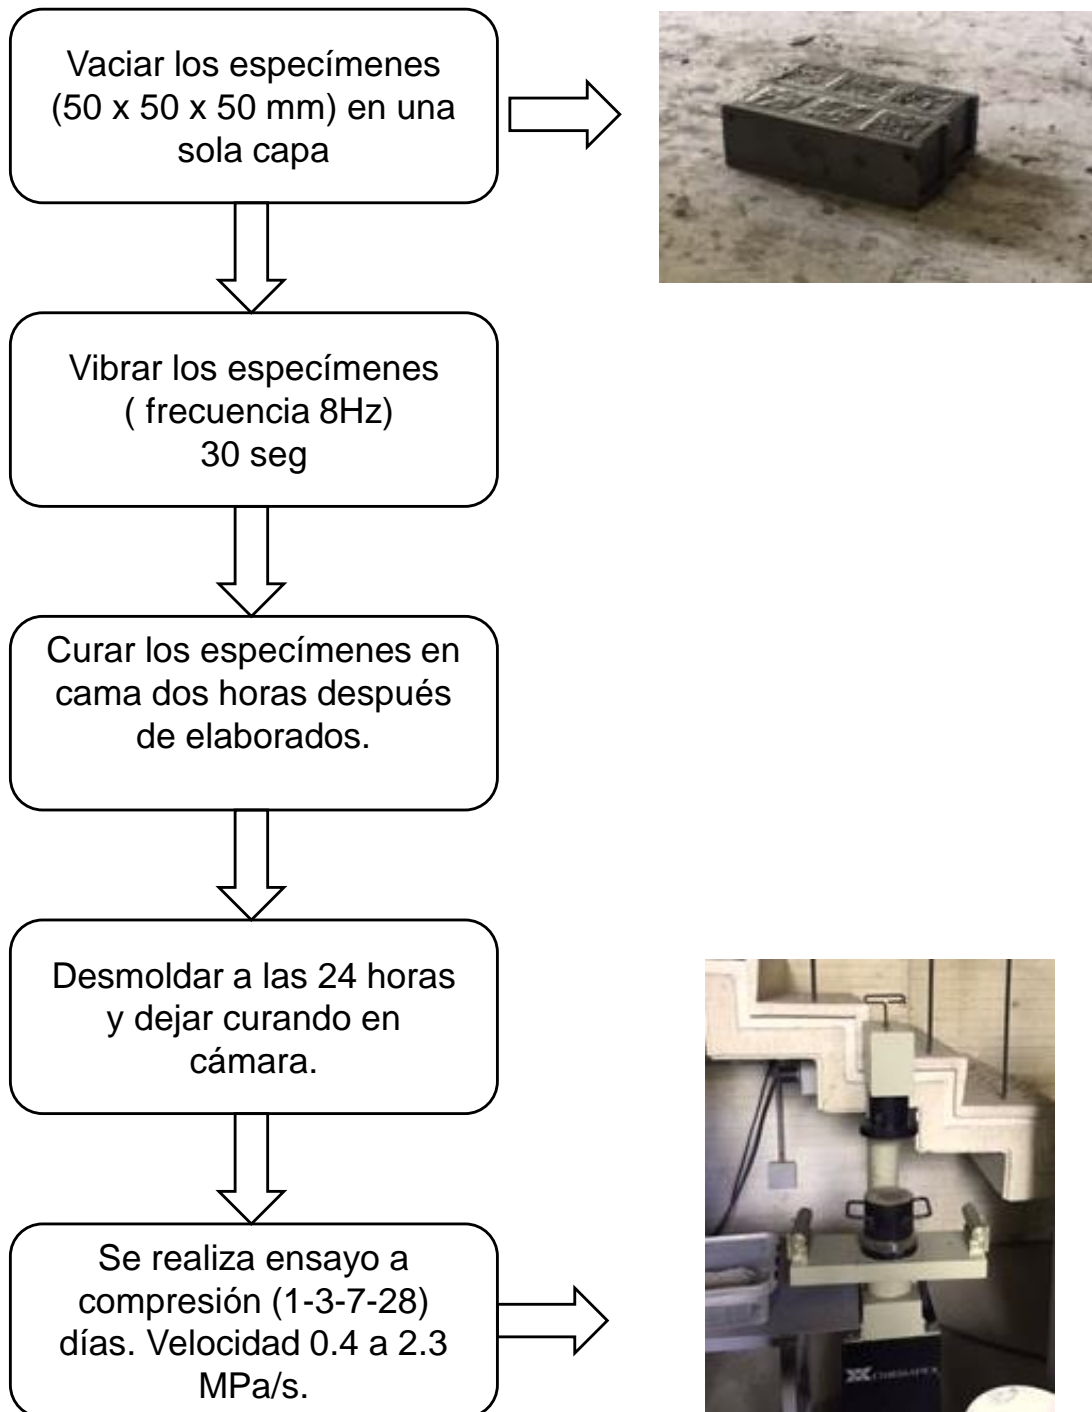 Vaciar los especímenes
(50 x 50 x 50 mm) en una
sola capa
Vibrar los especímenes
( frecuencia 8Hz)
30 seg
Curar los especímenes en
cama dos horas después
de elaborados.
Desmoldar a las 24 horas
y dejar curando en
cámara.
Se realiza ensayo a
compresión (1-3-7-28)
días. Velocidad 0.4 a 2.3
MPa/s.